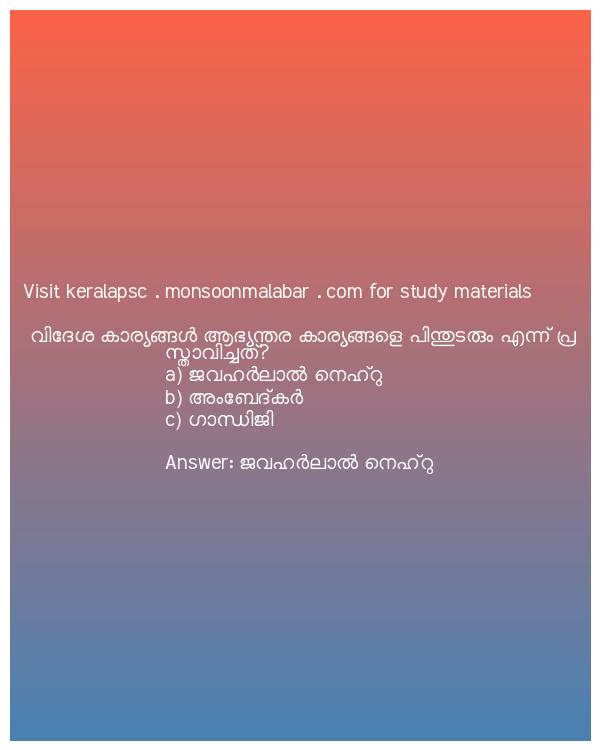 Visit keralapsc . monsoonmalabar . com for study materials
വിദേശ കാര്യങ്ങൾ ആഭ്യന്തര കാര്യങ്ങളെ പിന്തുടരും എന്ന് പ്ര
സ്താവിച്ചത്?
a) ജവഹർലാൽ നെഹ്റു
b) അംബേദ്കർ
c) ഗാന്ധിജി
Answer: ജവഹർലാൽ നെഹ്റു